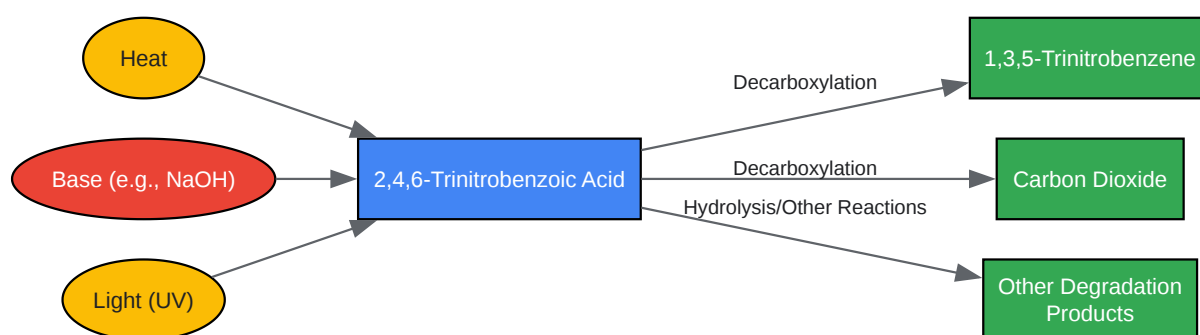 Heat
Base (e.g., NaOH)
Light (UV)
2,4,6-Trinitrobenzoic Acid
Decarboxylation
Decarboxylation
Hydrolysis/Other Reactions
1,3,5-Trinitrobenzene
Carbon Dioxide
Other Degradation
Products